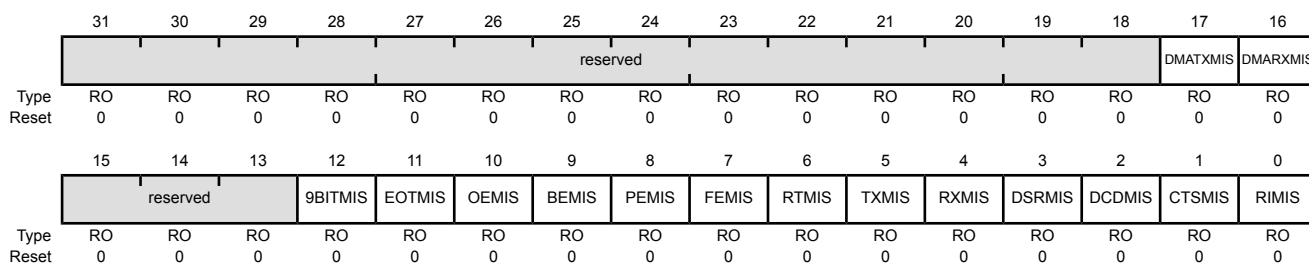 31 30 29 28 27 26 25 24 23 22 21 20 19 18 17 16
reserved DMATXMIS DMARXMIS
Type RO RO RO RO RO RO RO RO RO RO RO RO RO RO RO RO
Reset 0 0 0 0 0 0 0 0 0 0 0 0 0 0 0 0
15 14 13 12 11 10 9 8 7 6 5 4 3 2 1 0
reserved 9BITMIS EOTMIS OEMIS BEMIS PEMIS FEMIS RTMIS TXMIS RXMIS DSRMIS DCDMIS CTSMIS RIMIS
Type RO RO RO RO RO RO RO RO RO RO RO RO RO RO RO RO
Reset 0 0 0 0 0 0 0 0 0 0 0 0 0 0 0 0